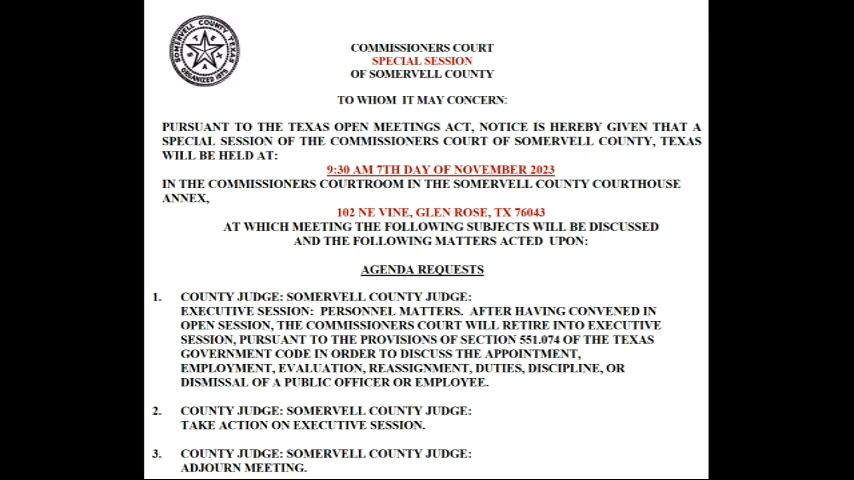 SOMERVELL COUNTY, TEXAS
TEXAS
ORGANIZED 1875
COMMISSIONERS COURT
SPECIAL SESSION
OF SOMERVELL COUNTY
TO WHOM IT MAY CONCERN:
PURSUANT TO THE TEXAS OPEN MEETINGS ACT, NOTICE IS HEREBY GIVEN THAT A
SPECIAL SESSION OF THE COMMISSIONERS COURT OF SOMERVELL COUNTY, TEXAS
WILL BE HELD AT:
9:30 AM 7TH DAY OF NOVEMBER 2023
IN THE COMMISSIONERS COURTROOM IN THE SOMERVELL COUNTY COURTHOUSE
ANNEX,
102 NE VINE, GLEN ROSE, TX 76043
AT WHICH MEETING THE FOLLOWING SUBJECTS WILL BE DISCUSSED
AND THE FOLLOWING MATTERS ACTED UPON:
AGENDA REQUESTS
1. COUNTY JUDGE: SOMERVELL COUNTY JUDGE:
EXECUTIVE SESSION: PERSONNEL MATTERS. AFTER HAVING CONVENED IN
OPEN SESSION, THE COMMISSIONERS COURT WILL RETIRE INTO EXECUTIVE
SESSION, PURSUANT TO THE PROVISIONS OF SECTION 551.074 OF THE TEXAS
GOVERNMENT CODE IN ORDER TO DISCUSS THE APPOINTMENT,
EMPLOYMENT, EVALUATION, REASSIGNMENT, DUTIES, DISCIPLINE, OR
DISMISSAL OF A PUBLIC OFFICER OR EMPLOYEE.
2. COUNTY JUDGE: SOMERVELL COUNTY JUDGE:
TAKE ACTION ON EXECUTIVE SESSION.
3. COUNTY JUDGE: SOMERVELL COUNTY JUDGE:
ADJOURN MEETING.